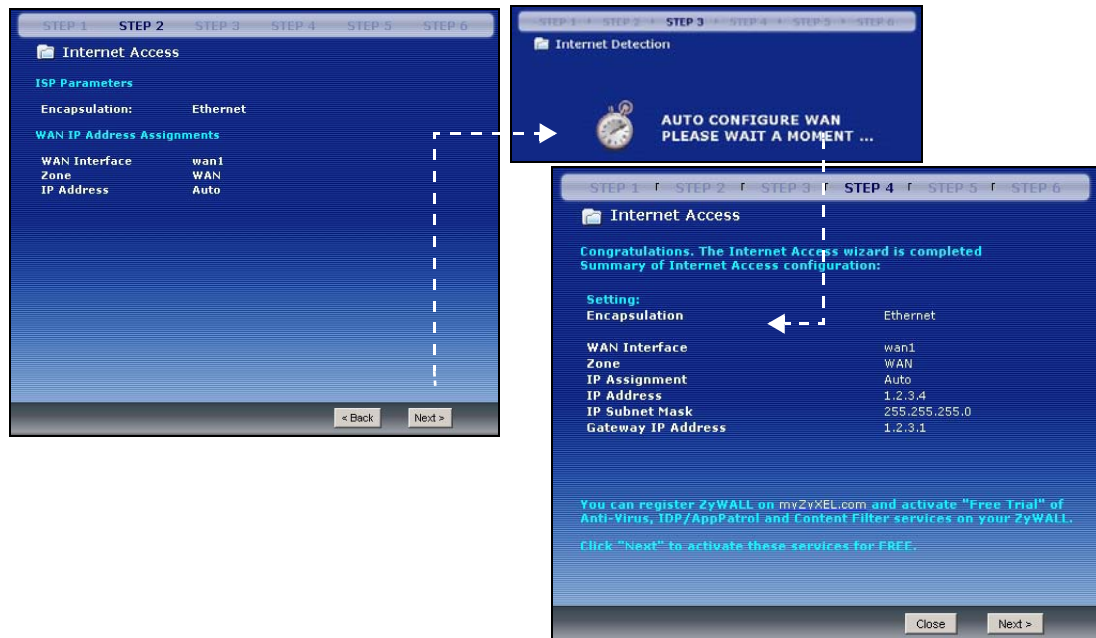 STEP 1 STEP 2 STEP 3 STEP 4 STEP 5 STEP 6
Internet Access
ISP Parameters
Encapsulation: Ethernet
WAN IP Address Assignments
WAN Interface wan1
Zone WAN
IP Address Auto
< Back Next >
STEP 1 STEP 2 STEP 3 STEP 4 STEP 5 STEP 6
Internet Detection
AUTO CONFIGURE WAN
PLEASE WAIT A MOMENT ...
STEP 1 STEP 2 STEP 3 STEP 4 STEP 5 STEP 6
Internet Access
Congratulations. The Internet Access wizard is completed
Summary of Internet Access configuration:
Setting:
Encapsulation Ethernet
WAN Interface wan1
Zone WAN
IP Assignment Auto
IP Address 1.2.3.4
IP Subnet Mask 255.255.255.0
Gateway IP Address 1.2.3.1
You can register ZyWALL on myZyXEL.com and activate "Free Trial" of
Anti-Virus, IDP/AppPatrol and Content Filter services on your ZyWALL.
Click "Next" to activate these services for FREE.
Close Next >